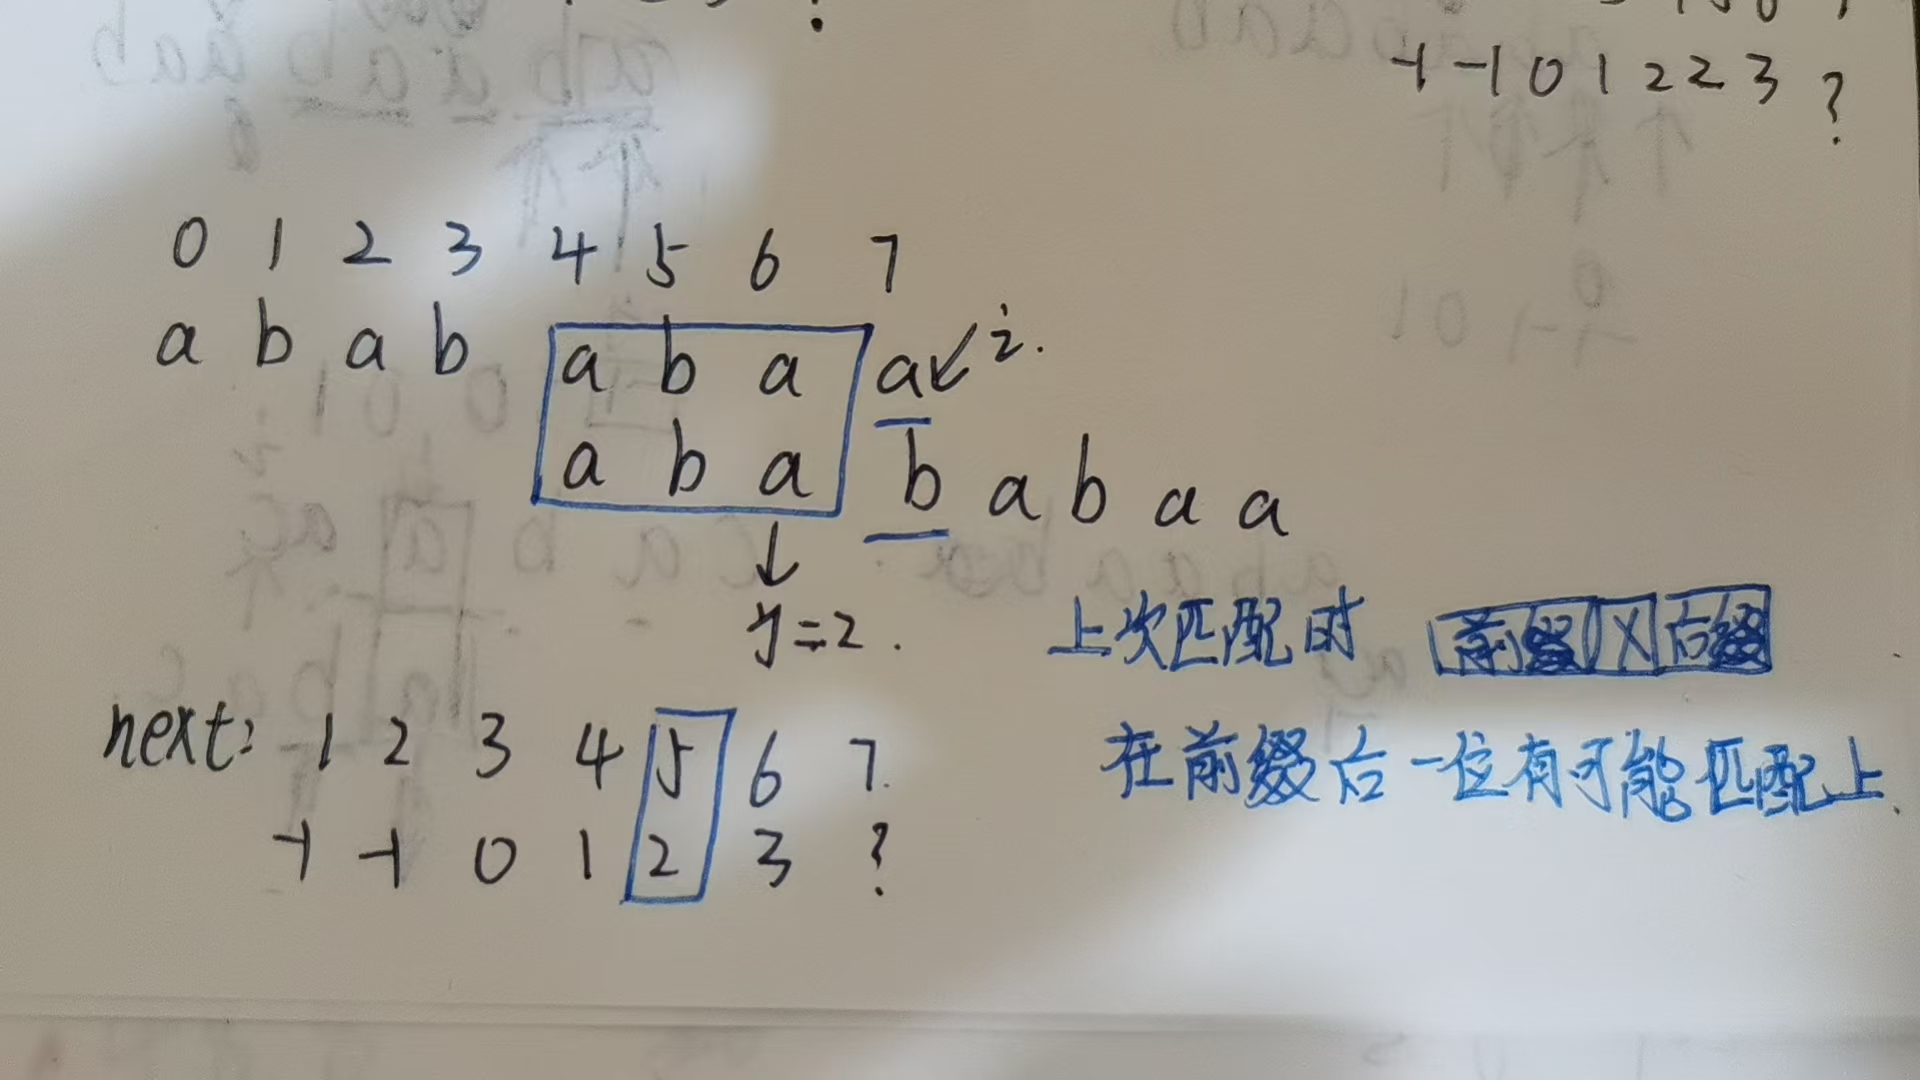 -1 -1 0 1 2 2 3 ?
0 1 2 3 4 5 6 7
a b a b a b a a ↙ i.
a b a b a b a a
↓
j=2.
上次匹配时 前缀 X 后缀
在前缀后一位有可能匹配上.
next: 1 2 3 4 5 6 7.
-1 -1 0 1 2 3 ?